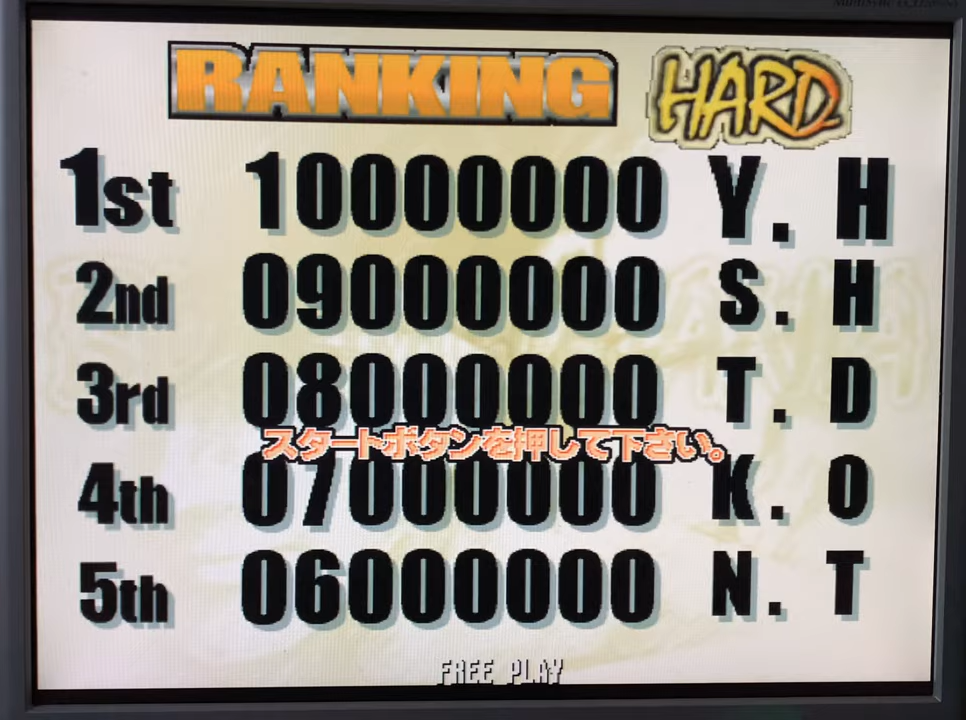 RANKING HARD
1st 10000000 Y. H
2nd 09000000 S. H
3rd 08000000 T. D
スタートボタンを押して下さい。
4th 07000000 K. O
5th 06000000 N. T
FREE PLAY